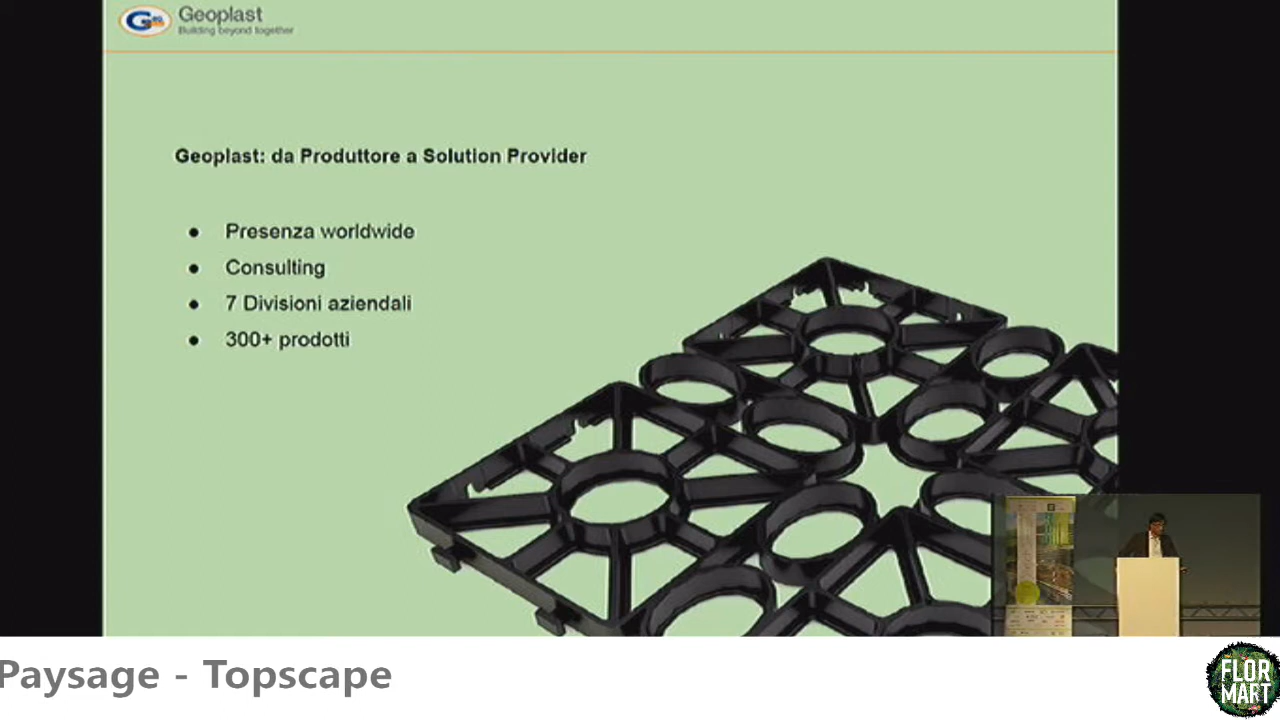 Geoplast
Building beyond together
Geoplast: da Produttore a Solution Provider
● Presenza worldwide
● Consulting
● 7 Divisioni aziendali
● 300+ prodotti
Paysage - Topscape
FLOR
MART